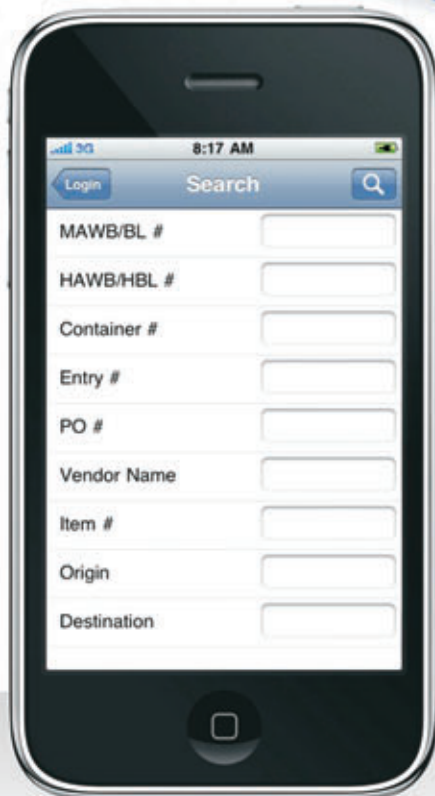 3G 8:17 AM
Login Search
MAWB/BL #
HAWB/HBL #
Container #
Entry #
PO #
Vendor Name
Item #
Origin
Destination